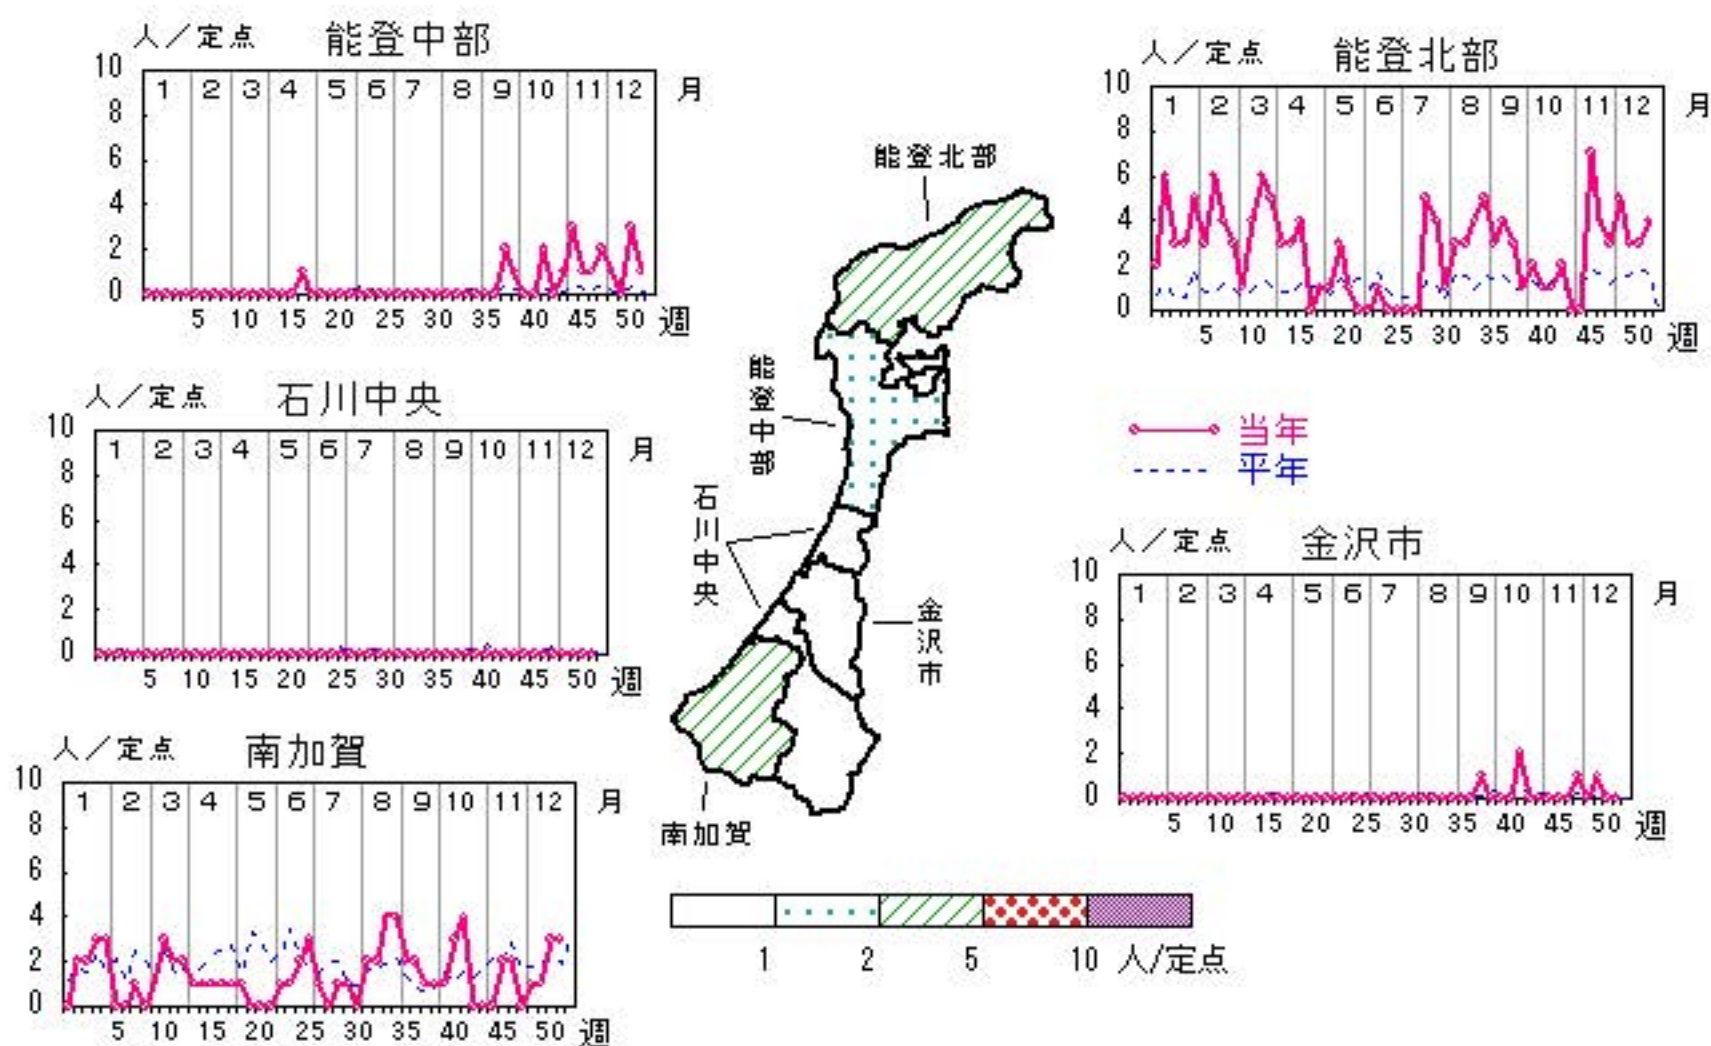 人／定点 能登中部
10 8 6 4 2 0
1 2 3 4 5 6 7 8 9 10 11 12 月
5 10 15 20 25 30 35 40 45 50 週
人／定点 能登北部
10 8 6 4 2 0
1 2 3 4 5 6 7 8 9 10 11 12 月
5 10 15 20 25 30 35 40 45 50 週
能登北部
能登中部
石川中央
金沢市
南加賀
人／定点 石川中央
10 8 6 4 2 0
1 2 3 4 5 6 7 8 9 10 11 12 月
5 10 15 20 25 30 35 40 45 50 週
当年
平年
人／定点 金沢市
10 8 6 4 2 0
1 2 3 4 5 6 7 8 9 10 11 12 月
5 10 15 20 25 30 35 40 45 50 週
人／定点 南加賀
10 8 6 4 2 0
1 2 3 4 5 6 7 8 9 10 11 12 月
5 10 15 20 25 30 35 40 45 50 週
1 2 5 10 人/定点